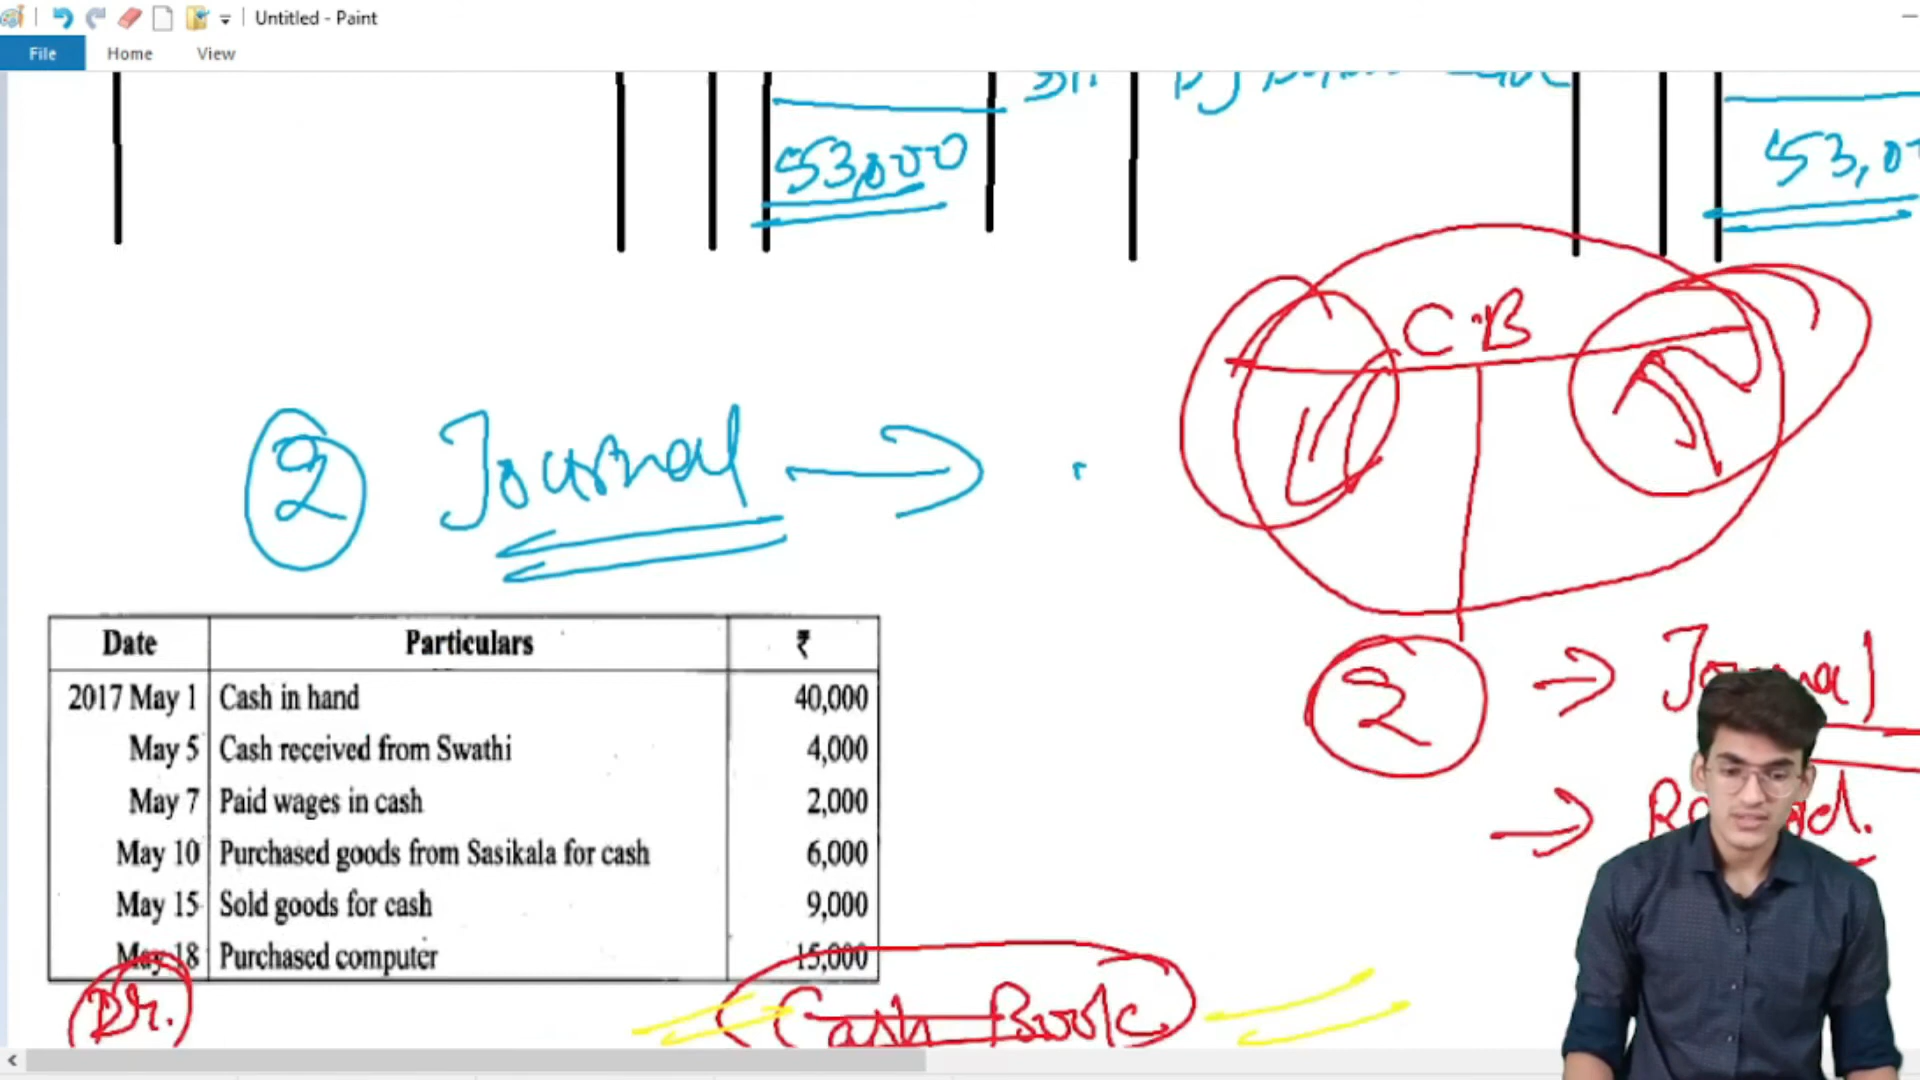 Untitled - Paint
File Home View
53,000
C.B
② Journal
② → Journal
Date Particulars ₹
2017 May 1 Cash in hand 40,000
May 5 Cash received from Swathi 4,000
May 7 Paid wages in cash 2,000
May 10 Purchased goods from Sasikala for cash 6,000
May 15 Sold goods for cash 9,000
May 18 Purchased computer 15,000
Dr. Cash Book